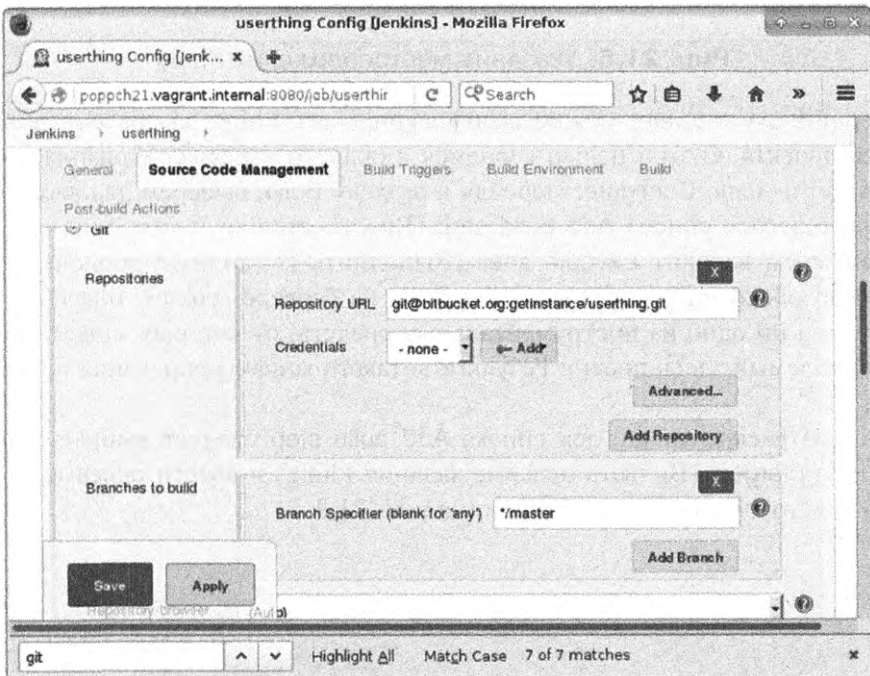 userthing Config [Jenkins] - Mozilla Firefox
userthing Config [Jenk... ×
poppch21.vagrant.internal:8080/job/userthir
Search
Jenkins › userthing ›
General Source Code Management Build Triggers Build Environment Build
Post-build Actions
Git
Repositories
X
Repository URL git@bitbucket.org:getinstance/userthing.git
Credentials - none - Add
Advanced...
Add Repository
Branches to build
X
Branch Specifier (blank for 'any') */master
Add Branch
Save Apply
Repository browser (Auto)
git Highlight All Match Case 7 of 7 matches ×